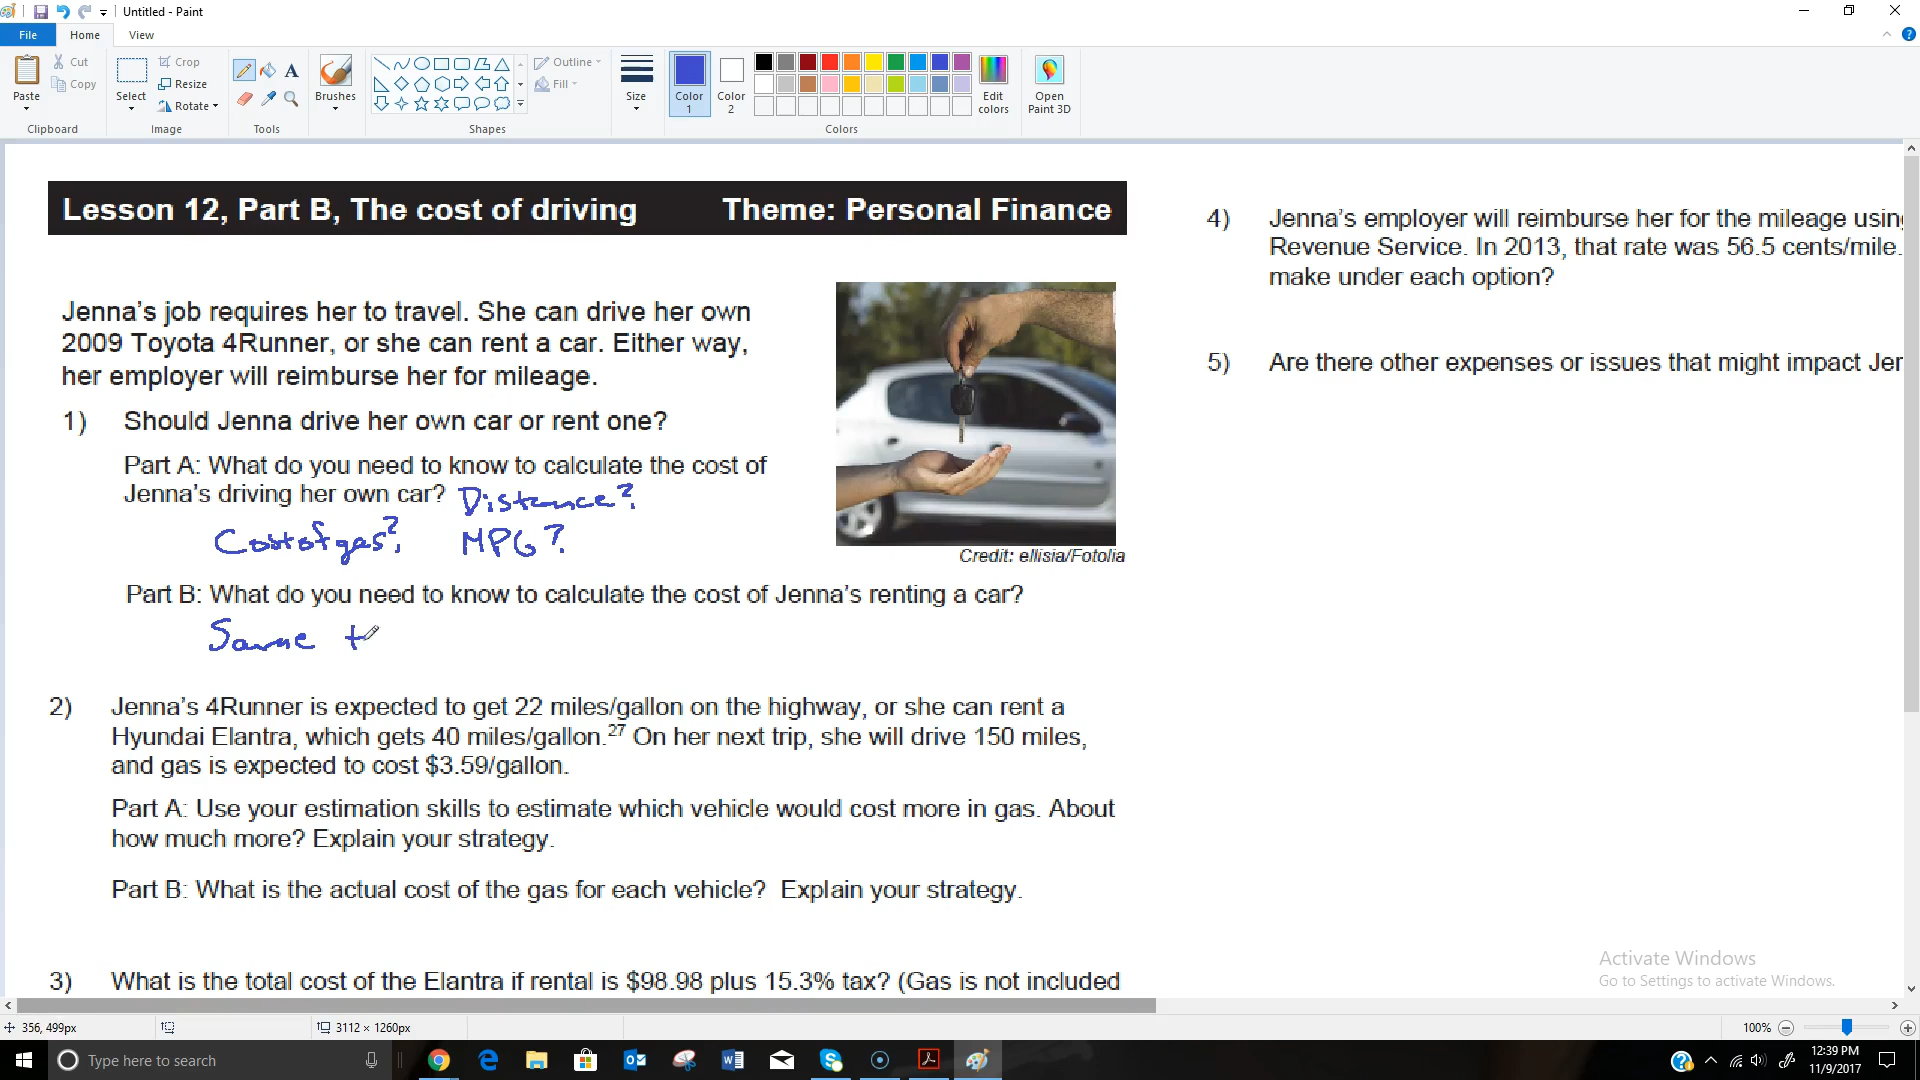 Untitled - Paint
File Home View
Paste Cut Copy Clipboard
Select Crop Resize Rotate Image
Tools
Brushes
Outline Fill Shapes
Size
Color 1 Color 2 Edit colors Colors
Open Paint 3D
Lesson 12, Part B, The cost of driving Theme: Personal Finance
Jenna's job requires her to travel. She can drive her own
2009 Toyota 4Runner, or she can rent a car. Either way,
her employer will reimburse her for mileage.
1) Should Jenna drive her own car or rent one?
Part A: What do you need to know to calculate the cost of
Jenna's driving her own car? Distance?
Cost of gas? MPG?
Credit: ellisia/Fotolia
Part B: What do you need to know to calculate the cost of Jenna's renting a car?
Same t
2) Jenna's 4Runner is expected to get 22 miles/gallon on the highway, or she can rent a
Hyundai Elantra, which gets 40 miles/gallon.27 On her next trip, she will drive 150 miles,
and gas is expected to cost $3.59/gallon.
Part A: Use your estimation skills to estimate which vehicle would cost more in gas. About
how much more? Explain your strategy.
Part B: What is the actual cost of the gas for each vehicle? Explain your strategy.
3) What is the total cost of the Elantra if rental is $98.98 plus 15.3% tax? (Gas is not included
4) Jenna's employer will reimburse her for the mileage using
Revenue Service. In 2013, that rate was 56.5 cents/mile.
make under each option?
5) Are there other expenses or issues that might impact Jen
Activate Windows
Go to Settings to activate Windows.
356, 499px 3112 × 1260px 100%
Type here to search
12:39 PM
11/9/2017